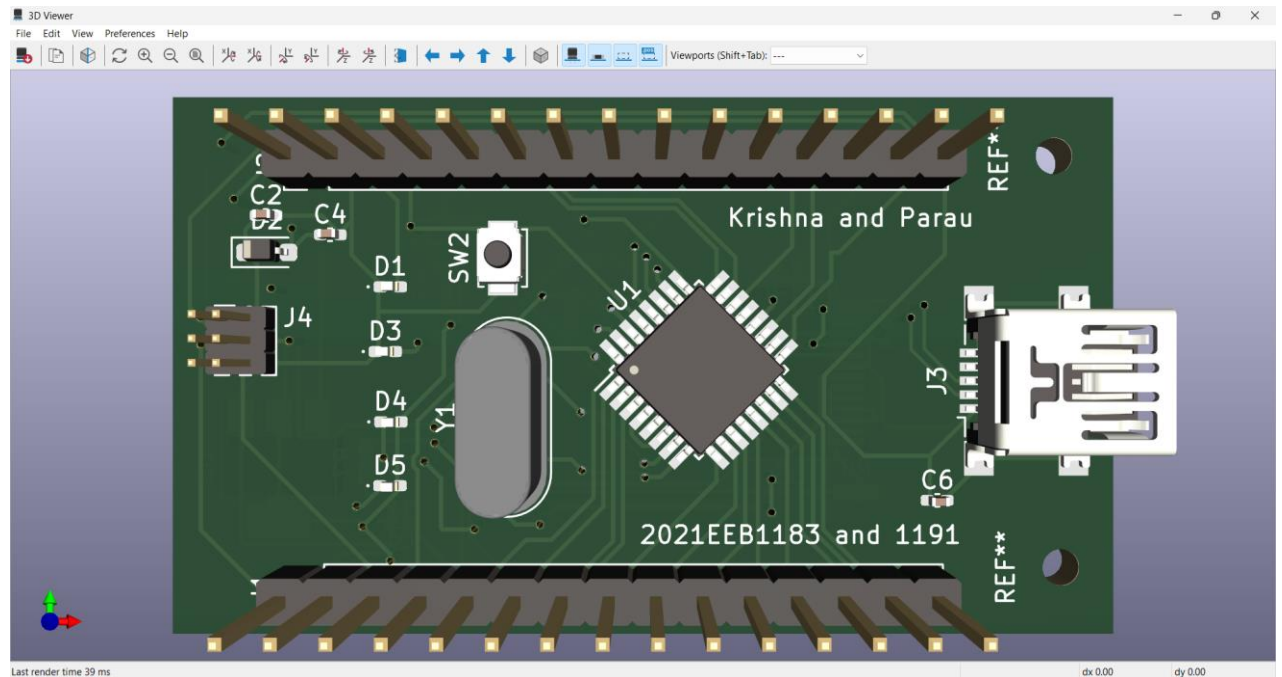 3D Viewer
File Edit View Preferences Help
Viewports (Shift+Tab): ---
REF**
C2
D2
C4
Krishna and Parau
SW2
D1
U1
J4
D3
J3
D4
Y1
D5
C6
2021EEB1183 and 1191
REF**
Last render time 39 ms
dx 0.00
dy 0.00